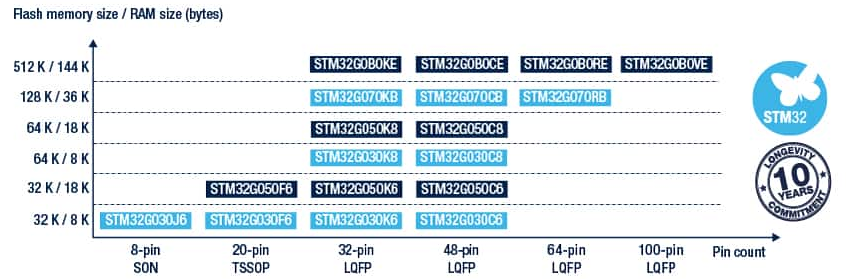 Flash memory size / RAM size (bytes)
512 K / 144 K STM32G0B0KE STM32G0B0CE STM32G0B0RE STM32G0B0VE
128 K / 36 K STM32G070KB STM32G070CB STM32G070RB
64 K / 18 K STM32G050K8 STM32G050C8
64 K / 8 K STM32G030K8 STM32G030C8
32 K / 18 K STM32G050F6 STM32G050K6 STM32G050C6
32 K / 8 K STM32G030J6 STM32G030F6 STM32G030K6 STM32G030C6
8-pin 20-pin 32-pin 48-pin 64-pin 100-pin Pin count
SON TSSOP LQFP LQFP LQFP LQFP
STM32
LONGEVITY
10
YEARS
COMMITMENT